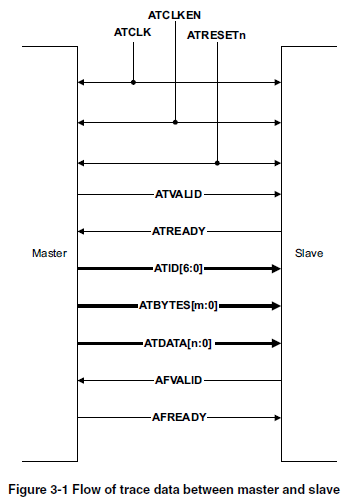 ATCLKEN
ATCLK
ATRESETn
ATVALID
ATREADY
Master
Slave
ATID[6:0]
ATBYTES[m:0]
ATDATA[n:0]
AFVALID
AFREADY
Figure 3-1 Flow of trace data between master and slave